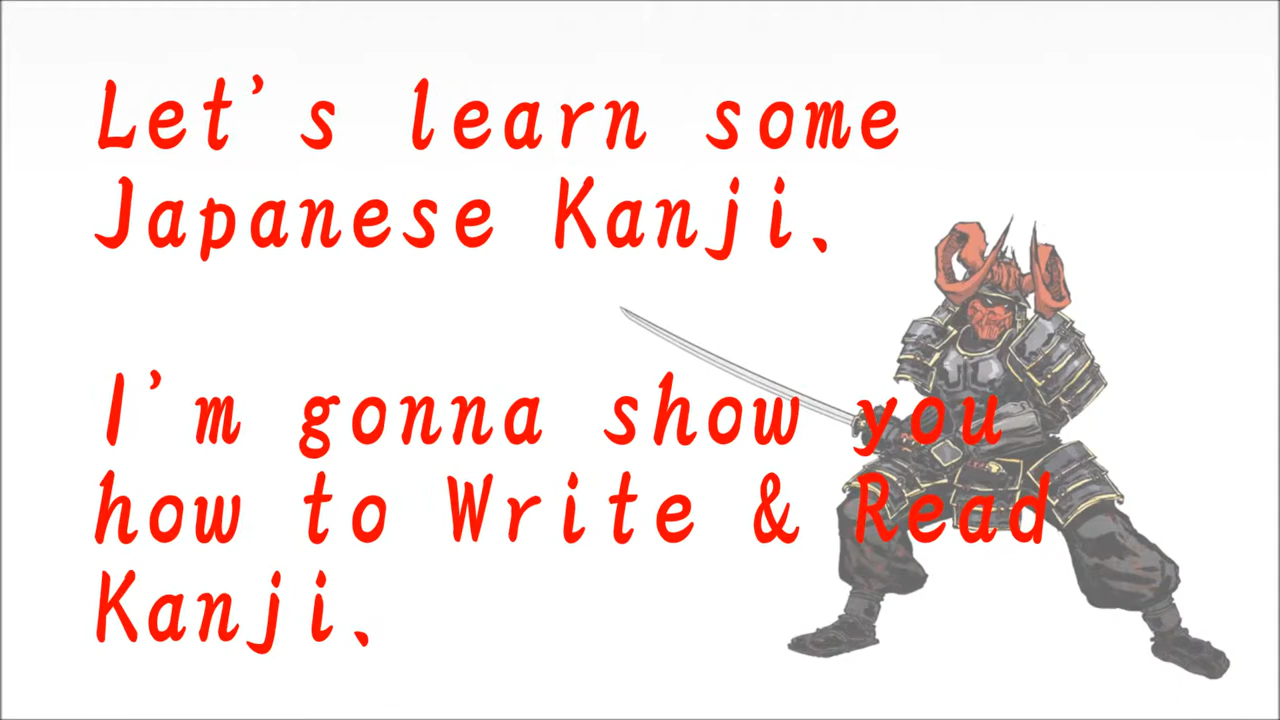 Let's learn some
Japanese Kanji、
I'm gonna show you
how to Write & Read
Kanji、